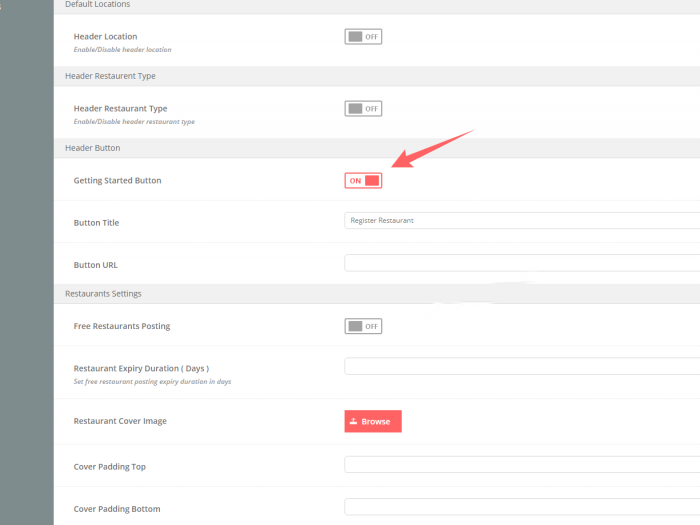 Default Locations
Header Location
OFF
Enable/Disable header location
Header Restaurent Type
Header Restaurant Type
OFF
Enable/Disable header restaurant type
Header Button
Getting Started Button
ON
Button Title
Register Restaurant
Button URL
Restaurants Settings
Free Restaurants Posting
OFF
Restaurant Expiry Duration ( Days )
Set free restaurant posting expiry duration in days
Restaurant Cover Image
Browse
Cover Padding Top
Cover Padding Bottom